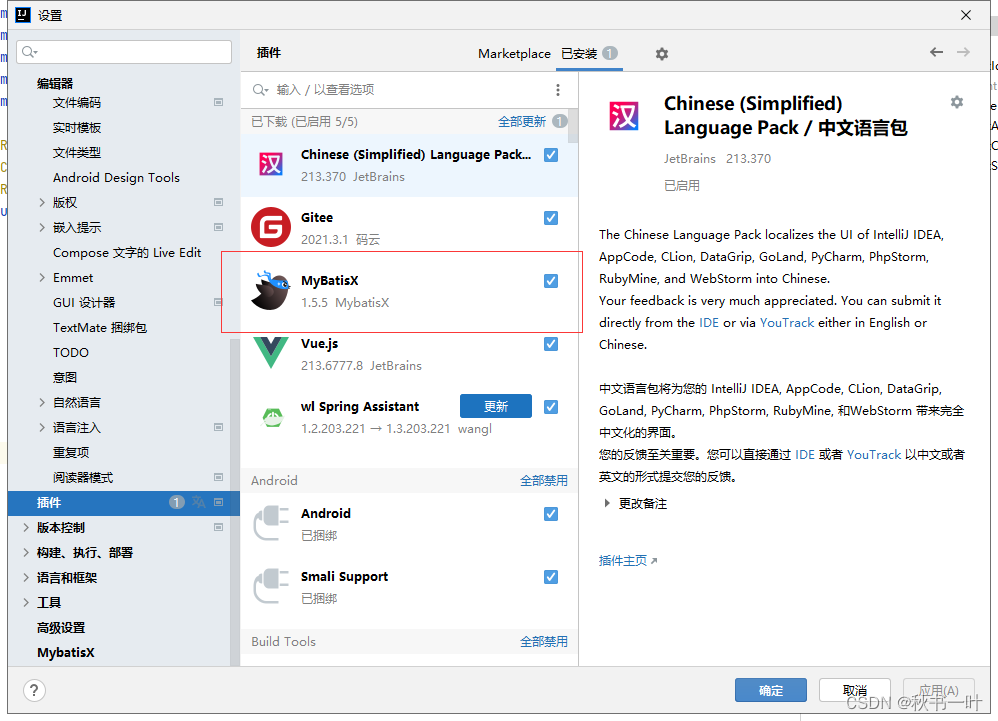 设置
编辑器
文件编码
实时模板
文件类型
Android Design Tools
版权
嵌入提示
Compose 文字的 Live Edit
Emmet
GUI 设计器
TextMate 捆绑包
TODO
意图
自然语言
语言注入
重复项
阅读器模式
插件 1
版本控制
构建、执行、部署
语言和框架
工具
高级设置
MybatisX
插件 Marketplace 已安装 1
输入 / 以查看选项
已下载 (已启用 5/5) 全部更新 1
Chinese (Simplified) Language Pack...
213.370 JetBrains
Gitee
2021.3.1 码云
MyBatisX
1.5.5 MybatisX
Vue.js
213.6777.8 JetBrains
wl Spring Assistant 更新
1.2.203.221 → 1.3.203.221 wangl
Android 全部禁用
Android
已捆绑
Smali Support
已捆绑
Build Tools 全部禁用
汉 Chinese (Simplified)
Language Pack / 中文语言包
JetBrains 213.370
已启用
The Chinese Language Pack localizes the UI of IntelliJ IDEA,
AppCode, CLion, DataGrip, GoLand, PyCharm, PhpStorm,
RubyMine, and WebStorm into Chinese.
Your feedback is very much appreciated. You can submit it
directly from the IDE or via YouTrack either in English or
Chinese.
中文语言包将为您的 IntelliJ IDEA, AppCode, CLion, DataGrip,
GoLand, PyCharm, PhpStorm, RubyMine, 和WebStorm 带来完全
中文化的界面。
您的反馈至关重要。您可以直接通过 IDE 或者 YouTrack 以中文或者
英文的形式提交您的反馈。
更改备注
插件主页
? 确定 取消 应用(A)
CSDN @秋书一叶